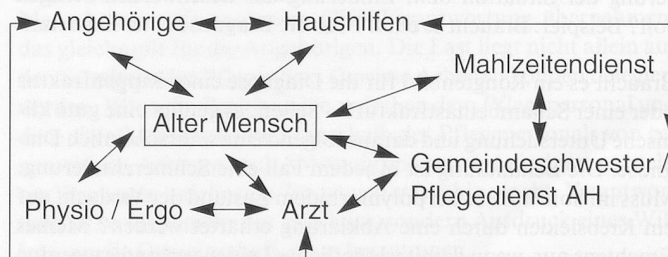 Angehörige
Haushilfen
Mahlzeitendienst
Alter Mensch
Gemeindeschwester /
Pflegedienst AH
Physio / Ergo
Arzt